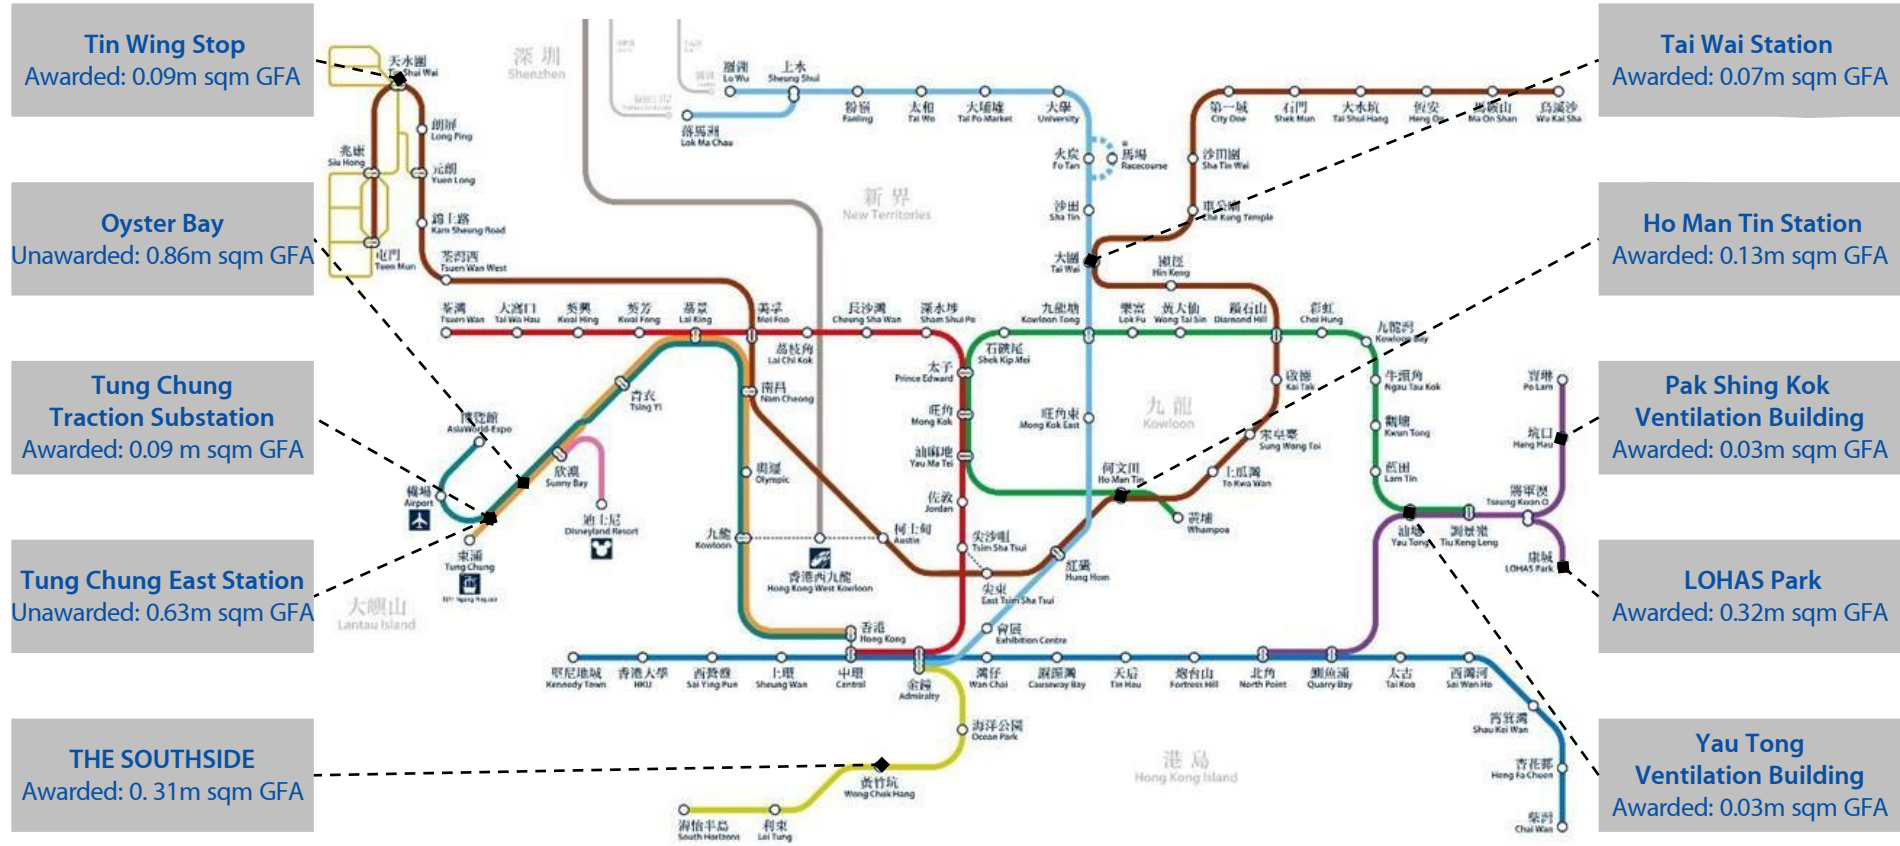 Tin Wing Stop
Awarded: 0.09m sqm GFA
Oyster Bay
Unawarded: 0.86m sqm GFA
Tung Chung
Traction Substation
Awarded: 0.09 m sqm GFA
Tung Chung East Station
Unawarded: 0.63m sqm GFA
THE SOUTHSIDE
Awarded: 0. 31m sqm GFA
深圳
Shenzhen
新界
New Territories
九龍
Kowloon
大嶼山
Lantau Island
港島
Hong Kong Island
天水圍
朗屏
Long Ping
兆康
Siu Hong
元朗
Yuen Long
錦上路
Kam Sheung Road
屯門
Tuen Mun
荃灣西
Tsuen Wan West
羅湖
Lo Wu
上水
Sheung Shui
落馬洲
Lok Ma Chau
粉嶺
Fanling
太和
Tai Wo
大埔墟
Tai Po Market
大學
University
火炭
Fo Tan
馬場
Racecourse
沙田
Sha Tin
大圍
Tai Wai
第一城
City One
石門
Shek Mun
大水坑
Tai Shui Hang
恆安
Heng On
馬鞍山
Ma On Shan
烏溪沙
Wu Kai Sha
沙田圍
Sha Tin Wai
車公廟
Che Kung Temple
顯徑
Hin Keng
荃灣
Tsuen Wan
大窩口
Tai Wo Hau
葵興
Kwai Hing
葵芳
Kwai Fong
荔景
Lai King
美孚
Mei Foo
荔枝角
Lai Chi Kok
長沙灣
Cheung Sha Wan
深水埗
Sham Shui Po
九龍塘
Kowloon Tong
樂富
Lok Fu
黃大仙
Wong Tai Sin
鑽石山
Diamond Hill
彩虹
Choi Hung
九龍灣
Kowloon Bay
石硤尾
Shek Kip Mei
太子
Prince Edward
旺角
Mong Kok
油麻地
Yau Ma Tei
佐敦
Jordan
尖沙咀
Tsim Sha Tsui
尖東
East Tsim Sha Tsui
旺角東
Mong Kok East
何文田
Ho Man Tin
黃埔
Whampoa
紅磡
Hung Hom
啟德
Kai Tak
宋皇臺
Sung Wong Toi
土瓜灣
To Kwa Wan
牛頭角
Ngau Tau Kok
觀塘
Kwun Tong
藍田
Lam Tin
油塘
Yau Tong
調景嶺
Tiu Keng Leng
將軍澳
Tseung Kwan O
寶琳
Po Lam
坑口
Hang Hau
康城
LOHAS Park
青衣
Tsing Yi
南昌
Nam Cheong
奧運
Olympic
九龍
Kowloon
柯士甸
Austin
香港西九龍
Hong Kong West Kowloon
博覽館
AsiaWorld-Expo
機場
Airport
欣澳
Sunny Bay
迪士尼
Disneyland Resort
東涌
Tung Chung
香港
Hong Kong
會展
Exhibition Centre
堅尼地城
Kennedy Town
香港大學
HKU
西營盤
Sai Ying Pun
上環
Sheung Wan
中環
Central
金鐘
Admiralty
灣仔
Wan Chai
銅鑼灣
Causeway Bay
天后
Tin Hau
炮台山
Fortress Hill
北角
North Point
鰂魚涌
Quarry Bay
太古
Tai Koo
西灣河
Sai Wan Ho
筲箕灣
Shau Kei Wan
杏花邨
Heng Fa Chuen
柴灣
Chai Wan
海洋公園
Ocean Park
黃竹坑
Wong Chuk Hang
利東
Lei Tung
海怡半島
South Horizons
Tai Wai Station
Awarded: 0.07m sqm GFA
Ho Man Tin Station
Awarded: 0.13m sqm GFA
Pak Shing Kok
Ventilation Building
Awarded: 0.03m sqm GFA
LOHAS Park
Awarded: 0.32m sqm GFA
Yau Tong
Ventilation Building
Awarded: 0.03m sqm GFA